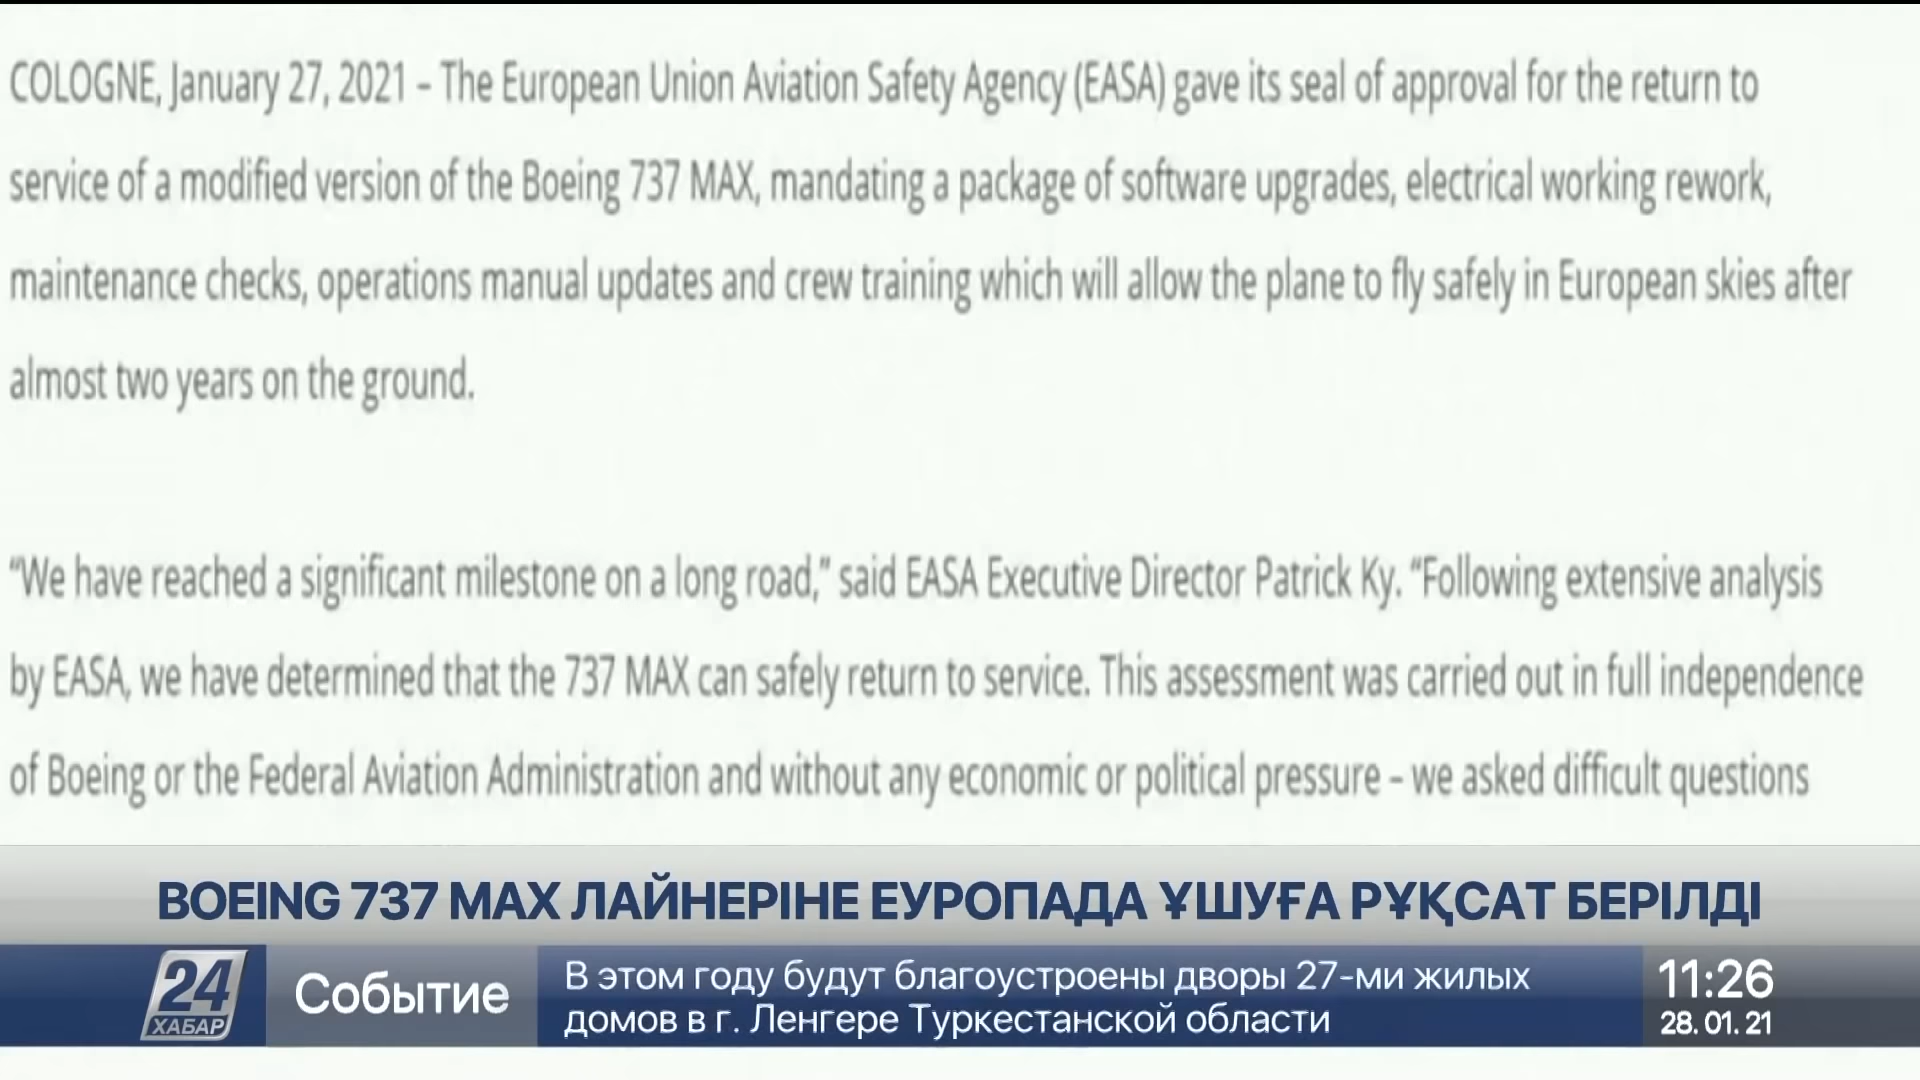 COLOGNE, January 27, 2021 – The European Union Aviation Safety Agency (EASA) gave its seal of approval for the return to
service of a modified version of the Boeing 737 MAX, mandating a package of software upgrades, electrical working rework,
maintenance checks, operations manual updates and crew training which will allow the plane to fly safely in European skies after
almost two years on the ground.
“We have reached a significant milestone on a long road,” said EASA Executive Director Patrick Ky. “Following extensive analysis
by EASA, we have determined that the 737 MAX can safely return to service. This assessment was carried out in full independence
of Boeing or the Federal Aviation Administration and without any economic or political pressure – we asked difficult questions
BOEING 737 MAX ЛАЙНЕРІНЕ ЕУРОПАДА ҰШУҒА РҰҚСАТ БЕРІЛДІ
24
ХАБАР
Событие
В этом году будут благоустроены дворы 27-ми жилых
домов в г. Ленгере Туркестанской области
11:26
28. 01. 21